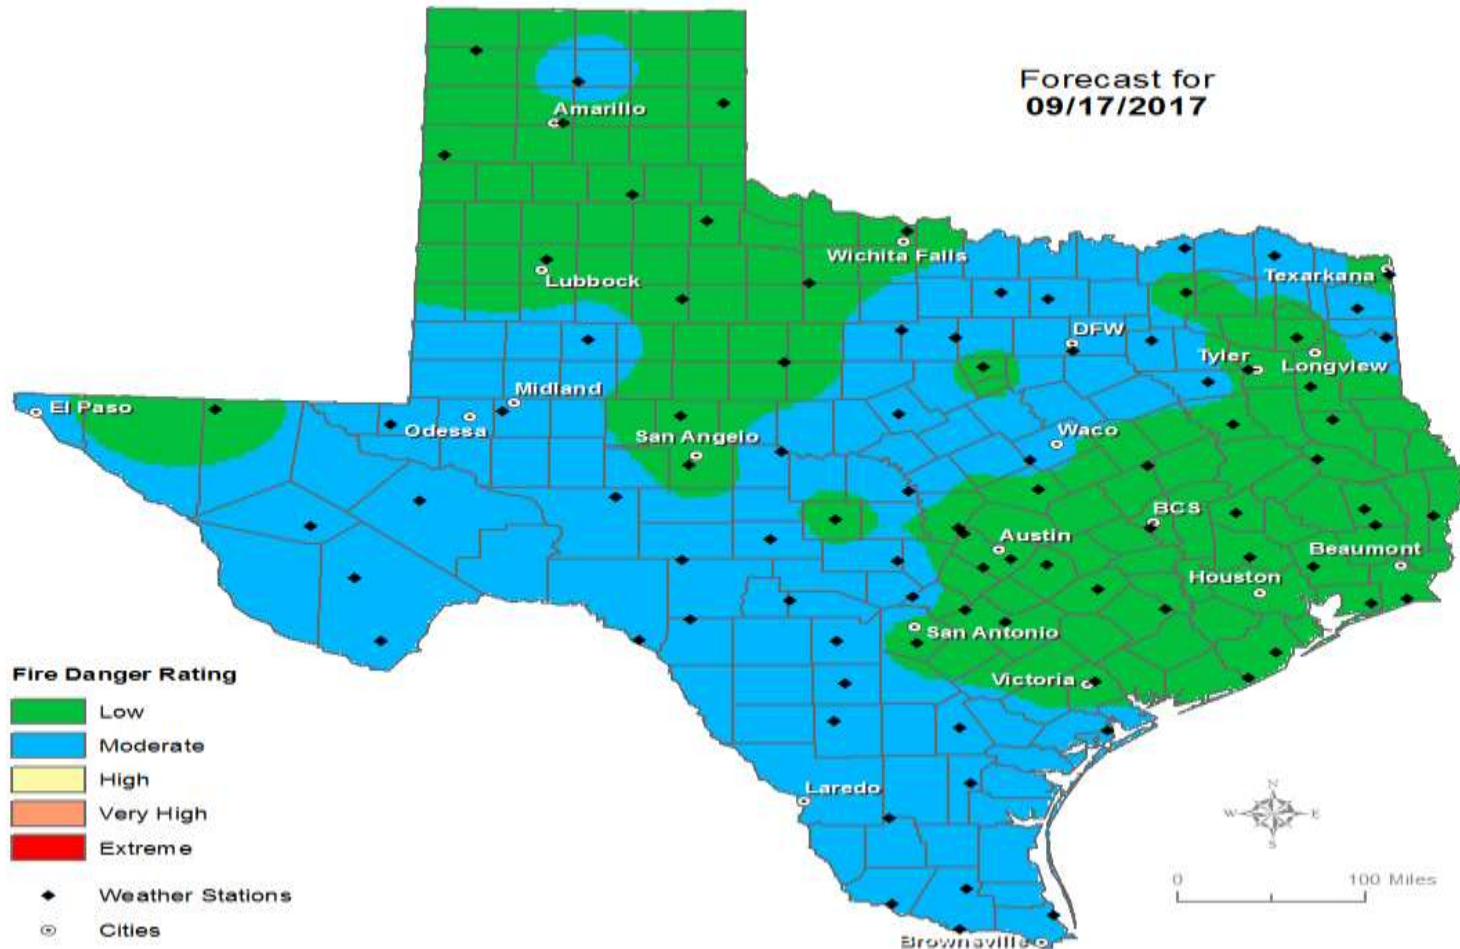 Forecast for
09/17/2017
Amarillo
Wichita Falls
Lubbock
Texarkana
DFW
Tyler
Longview
Midland
El Paso
Odessa
San Angelo
Waco
BCS
Austin
Beaumont
Houston
San Antonio
Victoria
Laredo
Brownsville
Fire Danger Rating
Low
Moderate
High
Very High
Extreme
Weather Stations
Cities
N
W E
S
0 100 Miles